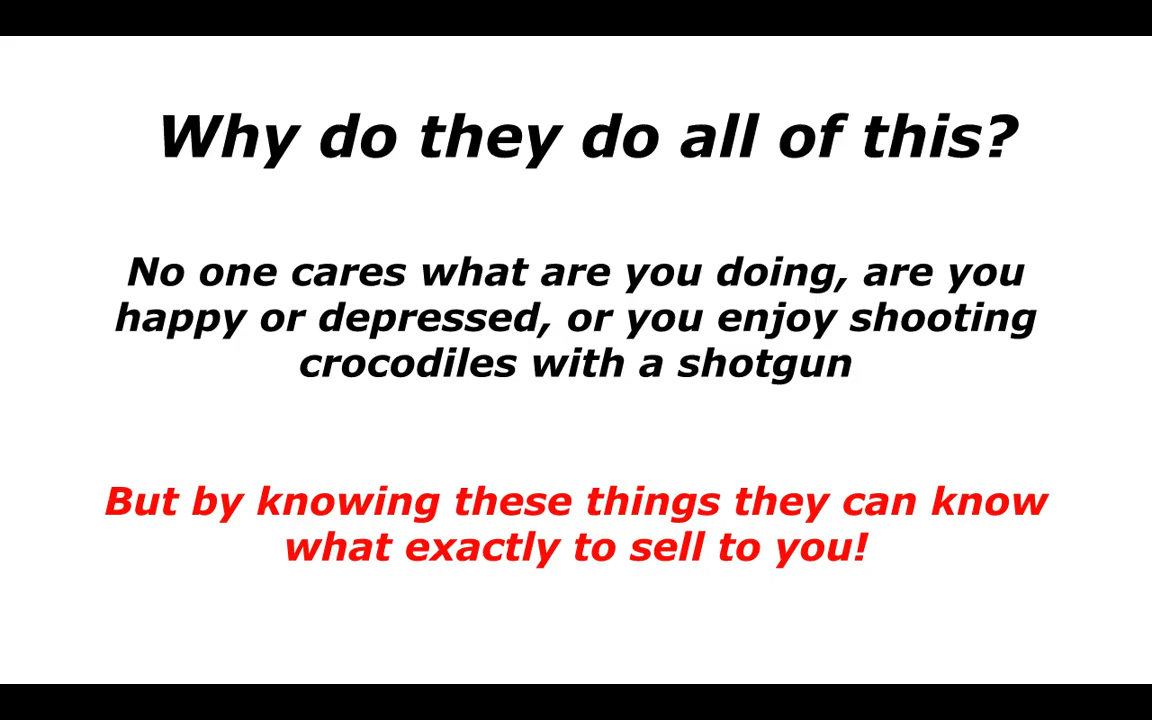 Why do they do all of this?
No one cares what are you doing, are you
happy or depressed, or you enjoy shooting
crocodiles with a shotgun
But by knowing these things they can know
what exactly to sell to you!